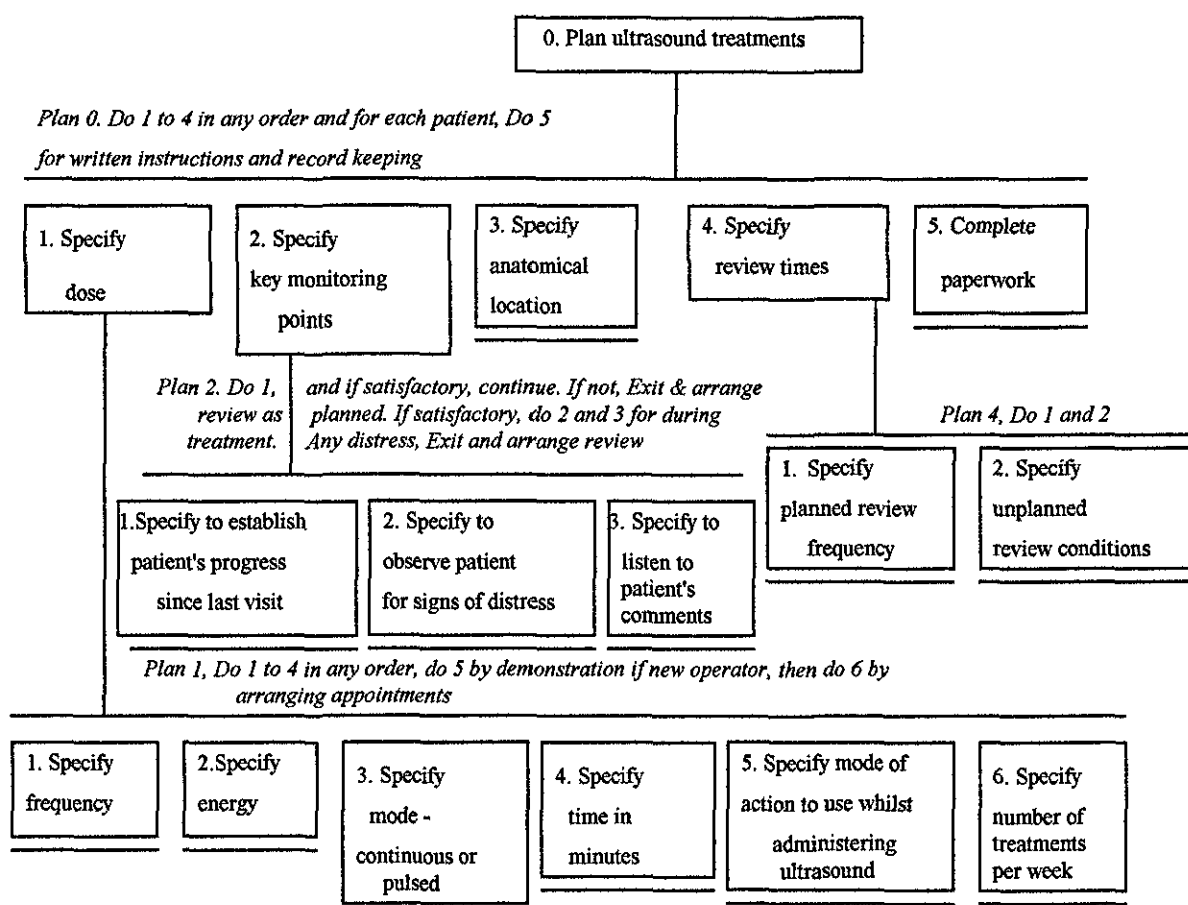 0. Plan ultrasound treatments
Plan 0. Do 1 to 4 in any order and for each patient, Do 5
for written instructions and record keeping
1. Specify
dose
2. Specify
key monitoring
points
3. Specify
anatomical
location
4. Specify
review times
5. Complete
paperwork
Plan 2. Do 1, and if satisfactory, continue. If not, Exit & arrange
review as planned. If satisfactory, do 2 and 3 for during
treatment. Any distress, Exit and arrange review
Plan 4, Do 1 and 2
1. Specify
planned review
frequency
2. Specify
unplanned
review conditions
1.Specify to establish
patient's progress
since last visit
2. Specify to
observe patient
for signs of distress
3. Specify to
listen to
patient's
comments
Plan 1, Do 1 to 4 in any order, do 5 by demonstration if new operator, then do 6 by
arranging appointments
1. Specify
frequency
2.Specify
energy
3. Specify
mode -
continuous or
pulsed
4. Specify
time in
minutes
5. Specify mode of
action to use whilst
administering
ultrasound
6. Specify
number of
treatments
per week